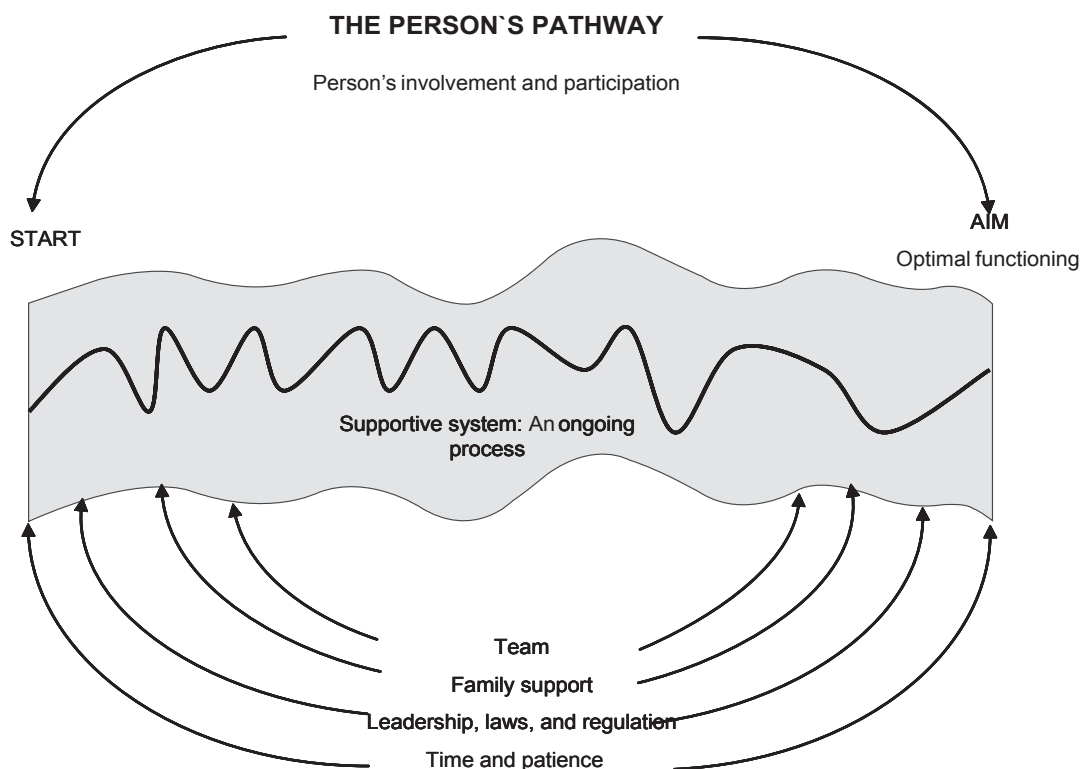 THE PERSON`S PATHWAY
Person’s involvement and participation
START
AIM
Optimal functioning
Supportive system: An ongoing
process
Team
Family support
Leadership, laws, and regulation
Time and patience